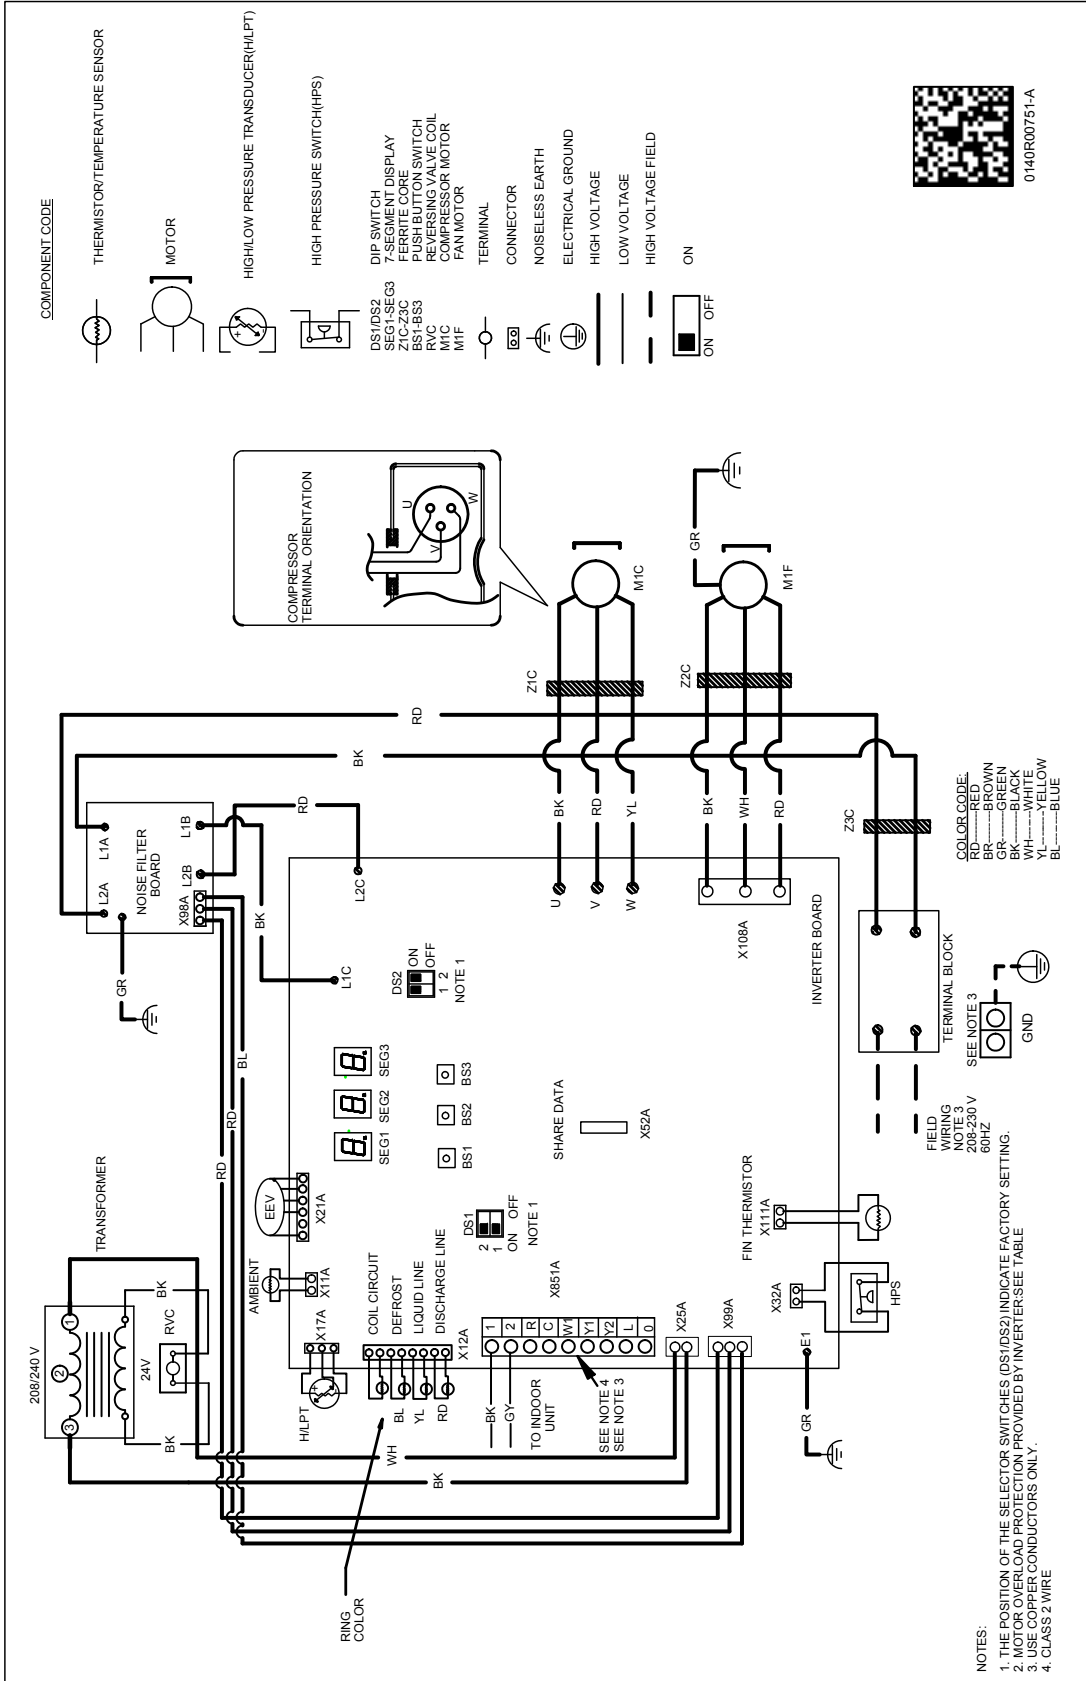 COMPONENT CODE
THERMISTOR/TEMPERATURE SENSOR
MOTOR
HIGH/LOW PRESSURE TRANSDUCER(H/LPT)
HIGH PRESSURE SWITCH(HPS)
DS1/DS2 DIP SWITCH
SEG1-SEG3 7-SEGMENT DISPLAY
Z1C-Z3C FERRITE CORE
BS1-BS3 PUSH BUTTON SWITCH
RVC REVERSING VALVE COIL
M1C COMPRESSOR MOTOR
M1F FAN MOTOR
TERMINAL
CONNECTOR
NOISELESS EARTH
ELECTRICAL GROUND
HIGH VOLTAGE
LOW VOLTAGE
HIGH VOLTAGE FIELD
ON OFF ON
0140R00751-A
COMPRESSOR
TERMINAL ORIENTATION
U
V
W
M1C
M1F
GR
Z1C
Z2C
RD
BK
BK
RD
YL
BK
WH
RD
Z3C
NOISE FILTER
BOARD
L2A
L1A
X98A
L2B
L1B
RD
BK
GR
L2C
L1C
U
V
W
X108A
INVERTER BOARD
TERMINAL BLOCK
SEE NOTE 3
GND
FIELD
WIRING
NOTE 3
208-230 V
60HZ
COLOR CODE:
RD--------RED
BR--------BROWN
GR--------GREEN
BK--------BLACK
WH------WHITE
YL--------YELLOW
BL--------BLUE
DS2
ON
OFF
1 2
NOTE 1
SEG1
SEG2
SEG3
BS1
BS2
BS3
SHARE DATA
X52A
DS1
2
1
ON OFF
NOTE 1
TRANSFORMER
208/240 V
1
2
3
24V
RVC
BK
BK
RD
RD
BL
EEV
X21A
AMBIENT
X11A
H/LPT
X17A
COIL CIRCUIT
DEFROST
LIQUID LINE
DISCHARGE LINE
X12A
BL
YL
RD
RING
COLOR
X851A
1
2
R
C
W1
Y1
Y2
L
0
BK
GY
TO INDOOR
UNIT
SEE NOTE 4
SEE NOTE 3
WH
BK
X25A
X99A
GR
E1
X32A
HPS
FIN THERMISTOR
X111A
NOTES:
1. THE POSITION OF THE SELECTOR SWITCHES (DS1/DS2) INDICATE FACTORY SETTING.
2. MOTOR OVERLOAD PROTECTION PROVIDED BY INVERTER:SEE TABLE
3. USE COPPER CONDUCTORS ONLY.
4. CLASS 2 WIRE